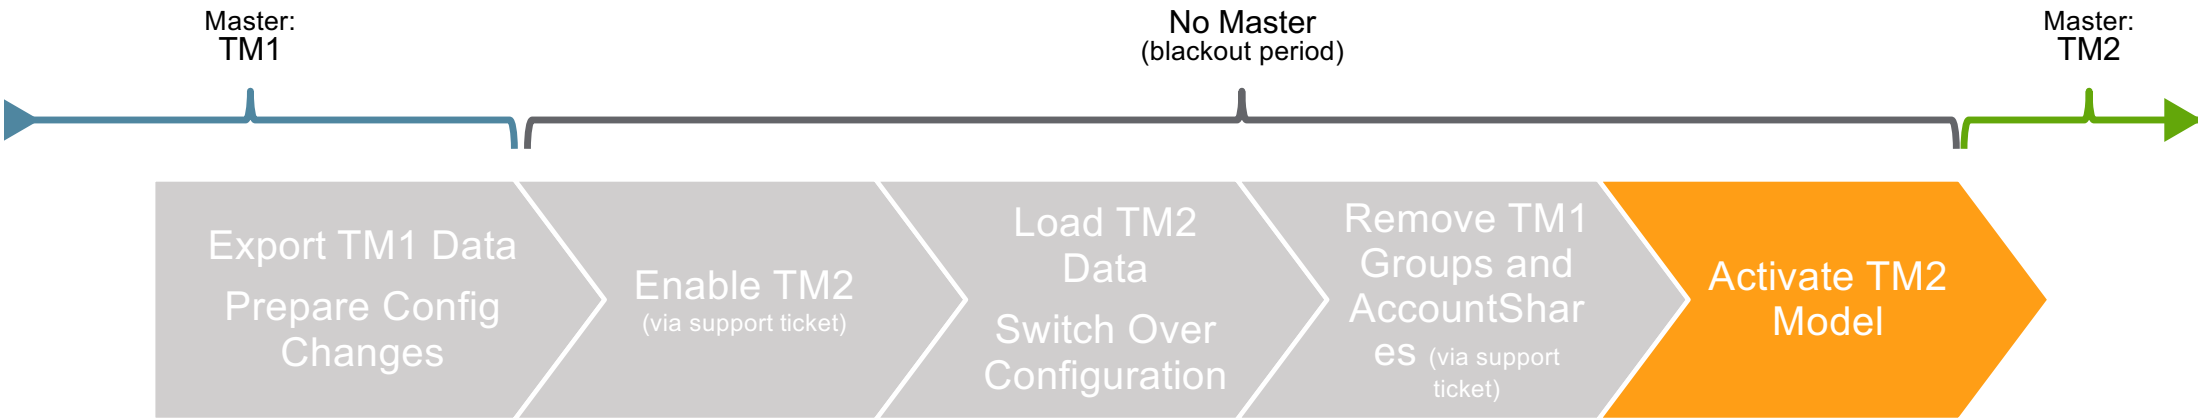 Master:
TM1
No Master
(blackout period)
Master:
TM2
Export TM1 Data
Prepare Config
Changes
Enable TM2
(via support ticket)
Load TM2
Data
Switch Over
Configuration
Remove TM1
Groups and
AccountShar
es (via support
ticket)
Activate TM2
Model